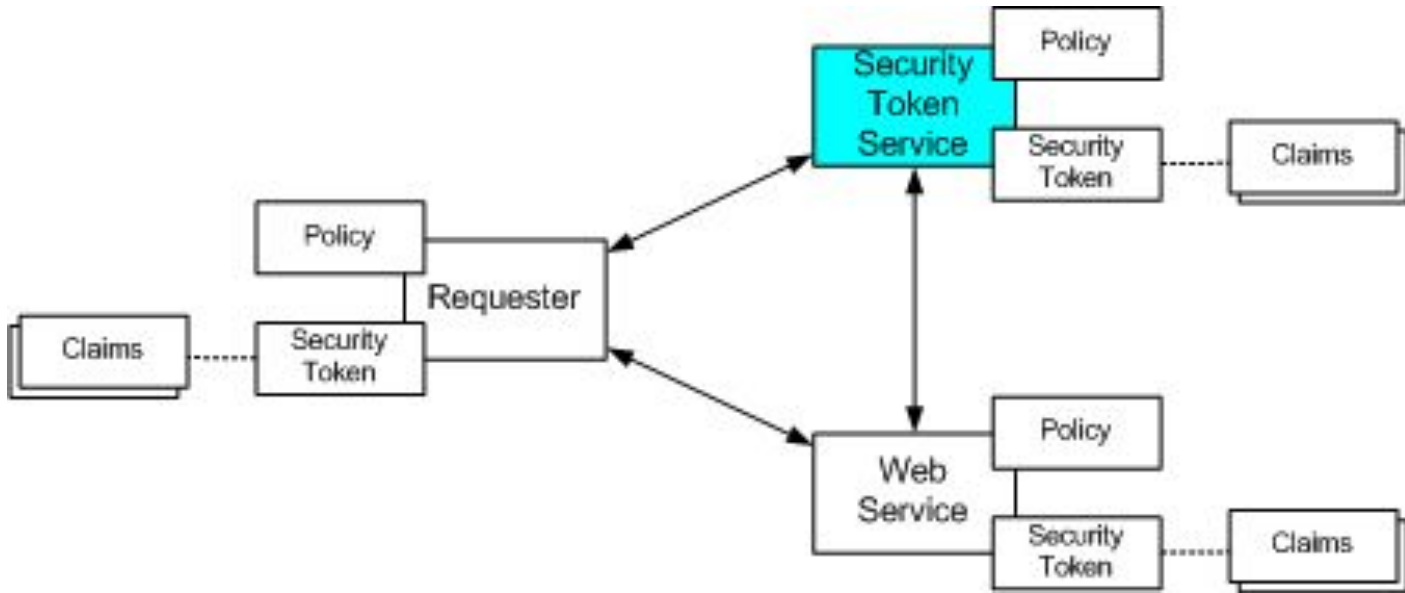 Policy
Security
Token
Service
Security
Token
Claims
Policy
Requester
Security
Token
Claims
Policy
Web
Service
Security
Token
Claims